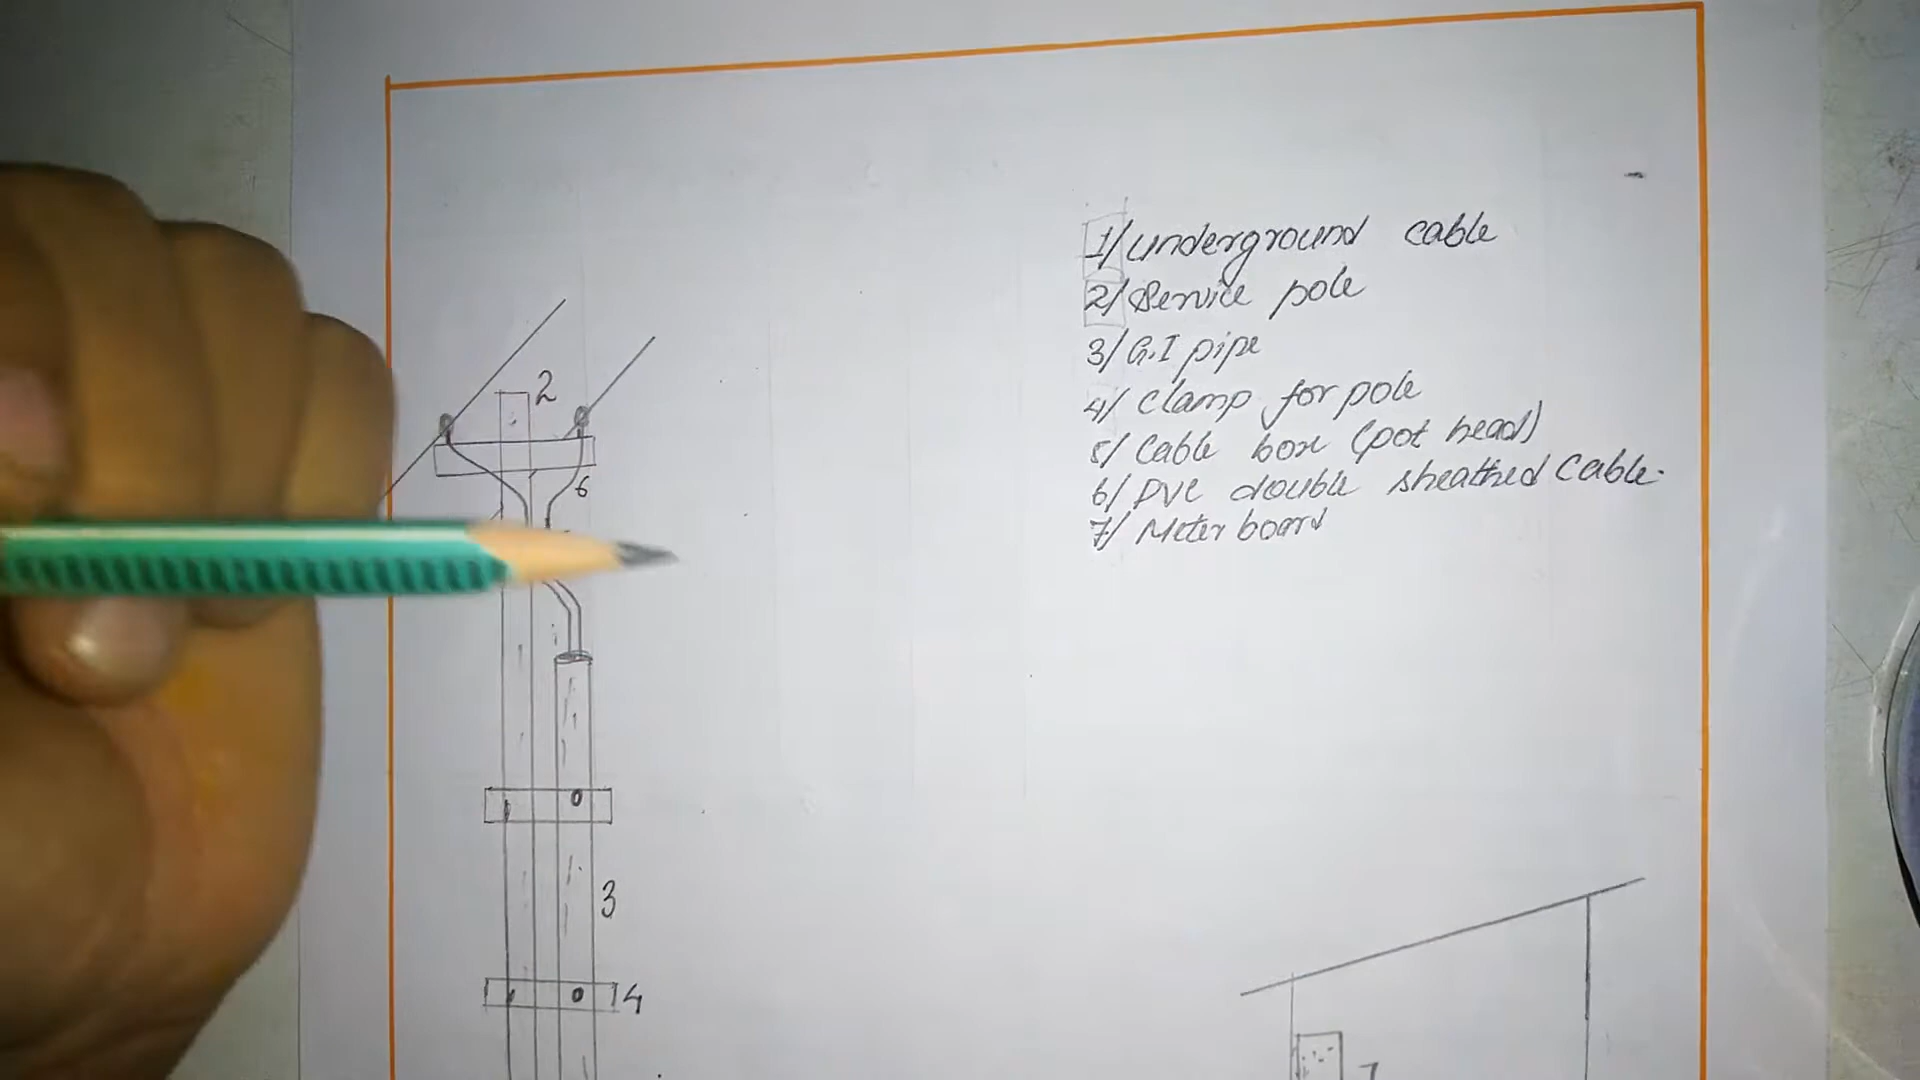 1/ underground cable
2/ Service pole
3/ G.I pipe
4/ clamp for pole
5/ Cable box (pot head)
6/ PVC double sheathed Cable.
7/ Meter board
2
6
3
4
7